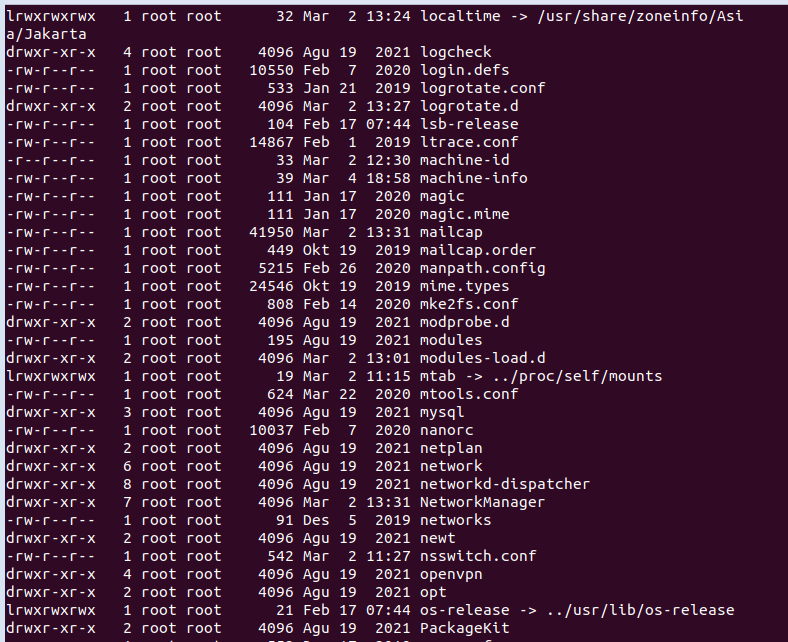 lrwxrwxrwx   1 root root      32 Mar  2 13:24 localtime -> /usr/share/zoneinfo/Asi
a/Jakarta
drwxr-xr-x   4 root root    4096 Agu 19  2021 logcheck
-rw-r--r--   1 root root   10550 Feb  7  2020 login.defs
-rw-r--r--   1 root root     533 Jan 21  2019 logrotate.conf
drwxr-xr-x   2 root root    4096 Mar  2 13:27 logrotate.d
-rw-r--r--   1 root root     104 Feb 17 07:44 lsb-release
-rw-r--r--   1 root root   14867 Feb  1  2019 ltrace.conf
-r--r--r--   1 root root      33 Mar  2 12:30 machine-id
-rw-r--r--   1 root root      39 Mar  4 18:58 machine-info
-rw-r--r--   1 root root     111 Jan 17  2020 magic
-rw-r--r--   1 root root     111 Jan 17  2020 magic.mime
-rw-r--r--   1 root root   41950 Mar  2 13:31 mailcap
-rw-r--r--   1 root root     449 Okt 19  2019 mailcap.order
-rw-r--r--   1 root root    5215 Feb 26  2020 manpath.config
-rw-r--r--   1 root root   24546 Okt 19  2019 mime.types
-rw-r--r--   1 root root     808 Feb 14  2020 mke2fs.conf
drwxr-xr-x   2 root root    4096 Agu 19  2021 modprobe.d
-rw-r--r--   1 root root     195 Agu 19  2021 modules
drwxr-xr-x   2 root root    4096 Mar  2 13:01 modules-load.d
lrwxrwxrwx   1 root root      19 Mar  2 11:15 mtab -> ../proc/self/mounts
-rw-r--r--   1 root root     624 Mar 22  2020 mtools.conf
drwxr-xr-x   3 root root    4096 Agu 19  2021 mysql
-rw-r--r--   1 root root   10037 Feb  7  2020 nanorc
drwxr-xr-x   2 root root    4096 Agu 19  2021 netplan
drwxr-xr-x   6 root root    4096 Agu 19  2021 network
drwxr-xr-x   8 root root    4096 Agu 19  2021 networkd-dispatcher
drwxr-xr-x   7 root root    4096 Mar  2 13:31 NetworkManager
-rw-r--r--   1 root root      91 Des  5  2019 networks
drwxr-xr-x   2 root root    4096 Agu 19  2021 newt
-rw-r--r--   1 root root     542 Mar  2 11:27 nsswitch.conf
drwxr-xr-x   4 root root    4096 Agu 19  2021 openvpn
drwxr-xr-x   2 root root    4096 Agu 19  2021 opt
lrwxrwxrwx   1 root root      21 Feb 17 07:44 os-release -> ../usr/lib/os-release
drwxr-xr-x   2 root root    4096 Agu 19  2021 PackageKit